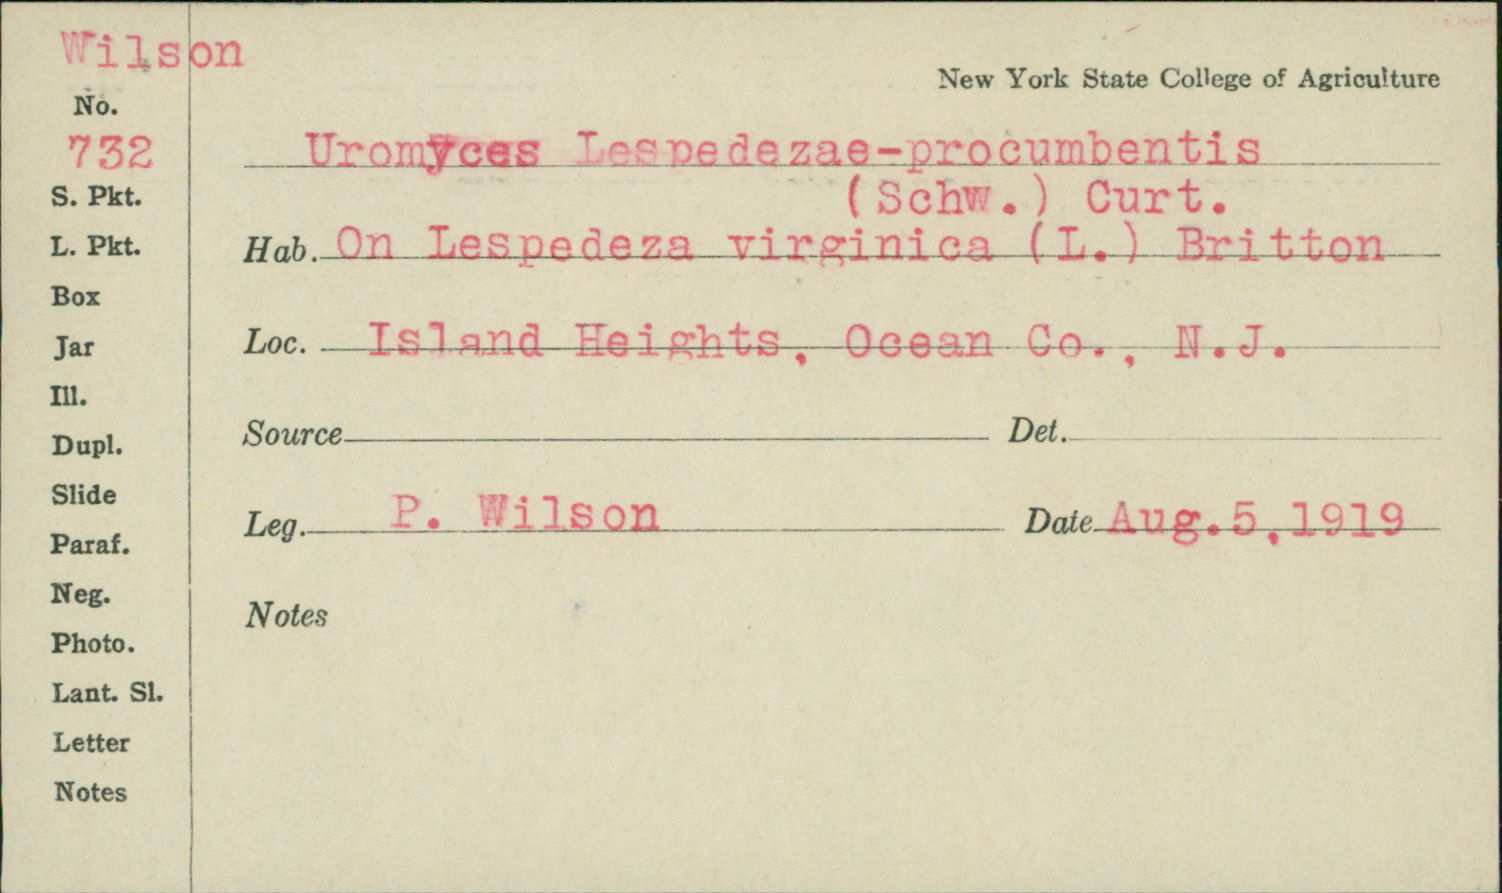 Wilson
New York State College of Agriculture
No.
732
Uromyces Lespedezae-procumbentis
(Schw.) Curt.
S. Pkt.
L. Pkt.
Hab. On Lespedeza virginica (L.) Britton
Box
Jar
Loc. Island Heights, Ocean Co., N.J.
Ill.
Dupl.
Source Det.
Slide
Leg. P. Wilson Date Aug.5,1919
Paraf.
Neg.
Notes
Photo.
Lant. Sl.
Letter
Notes